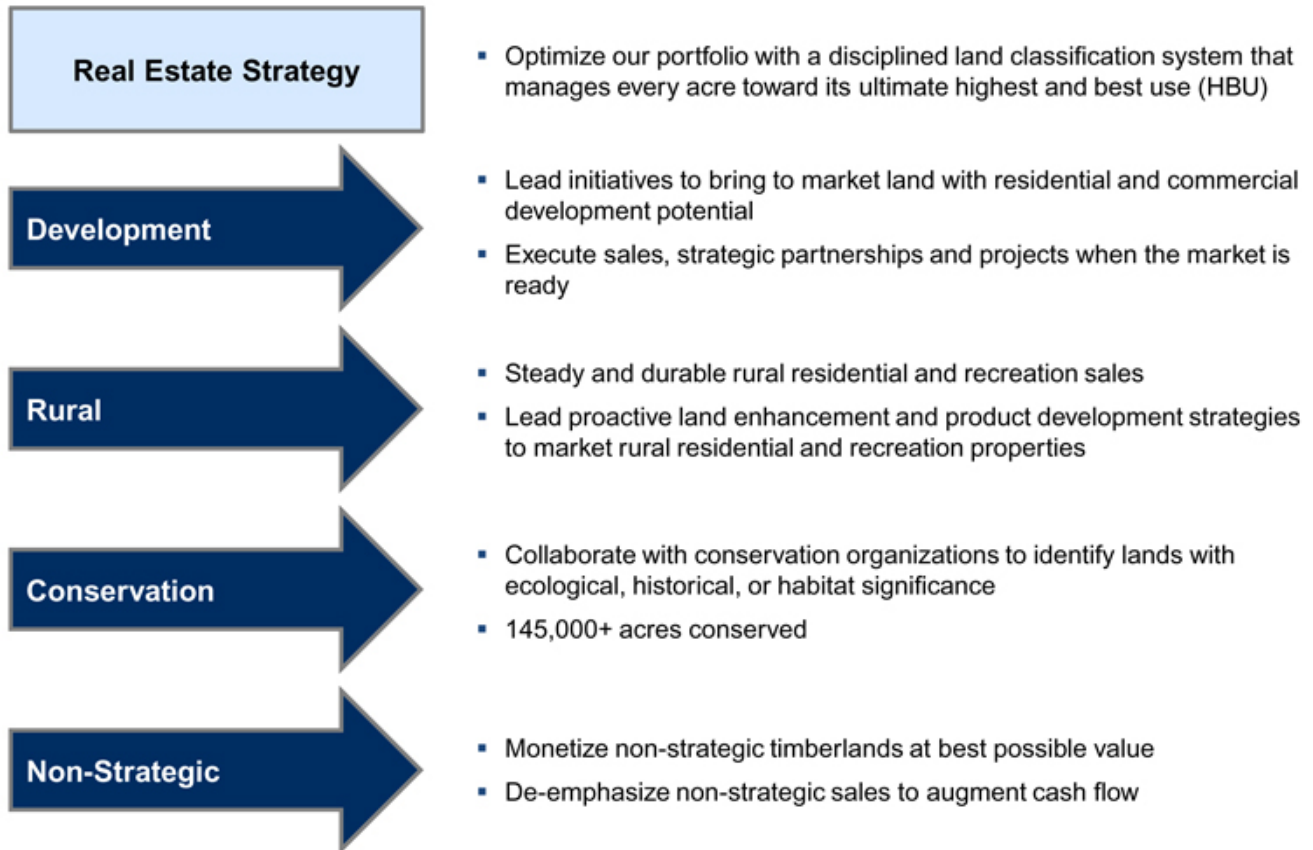 Real Estate Strategy
▪ Optimize our portfolio with a disciplined land classification system that
manages every acre toward its ultimate highest and best use (HBU)
Development
▪ Lead initiatives to bring to market land with residential and commercial
development potential
▪ Execute sales, strategic partnerships and projects when the market is
ready
Rural
▪ Steady and durable rural residential and recreation sales
▪ Lead proactive land enhancement and product development strategies
to market rural residential and recreation properties
Conservation
▪ Collaborate with conservation organizations to identify lands with
ecological, historical, or habitat significance
▪ 145,000+ acres conserved
Non-Strategic
▪ Monetize non-strategic timberlands at best possible value
▪ De-emphasize non-strategic sales to augment cash flow